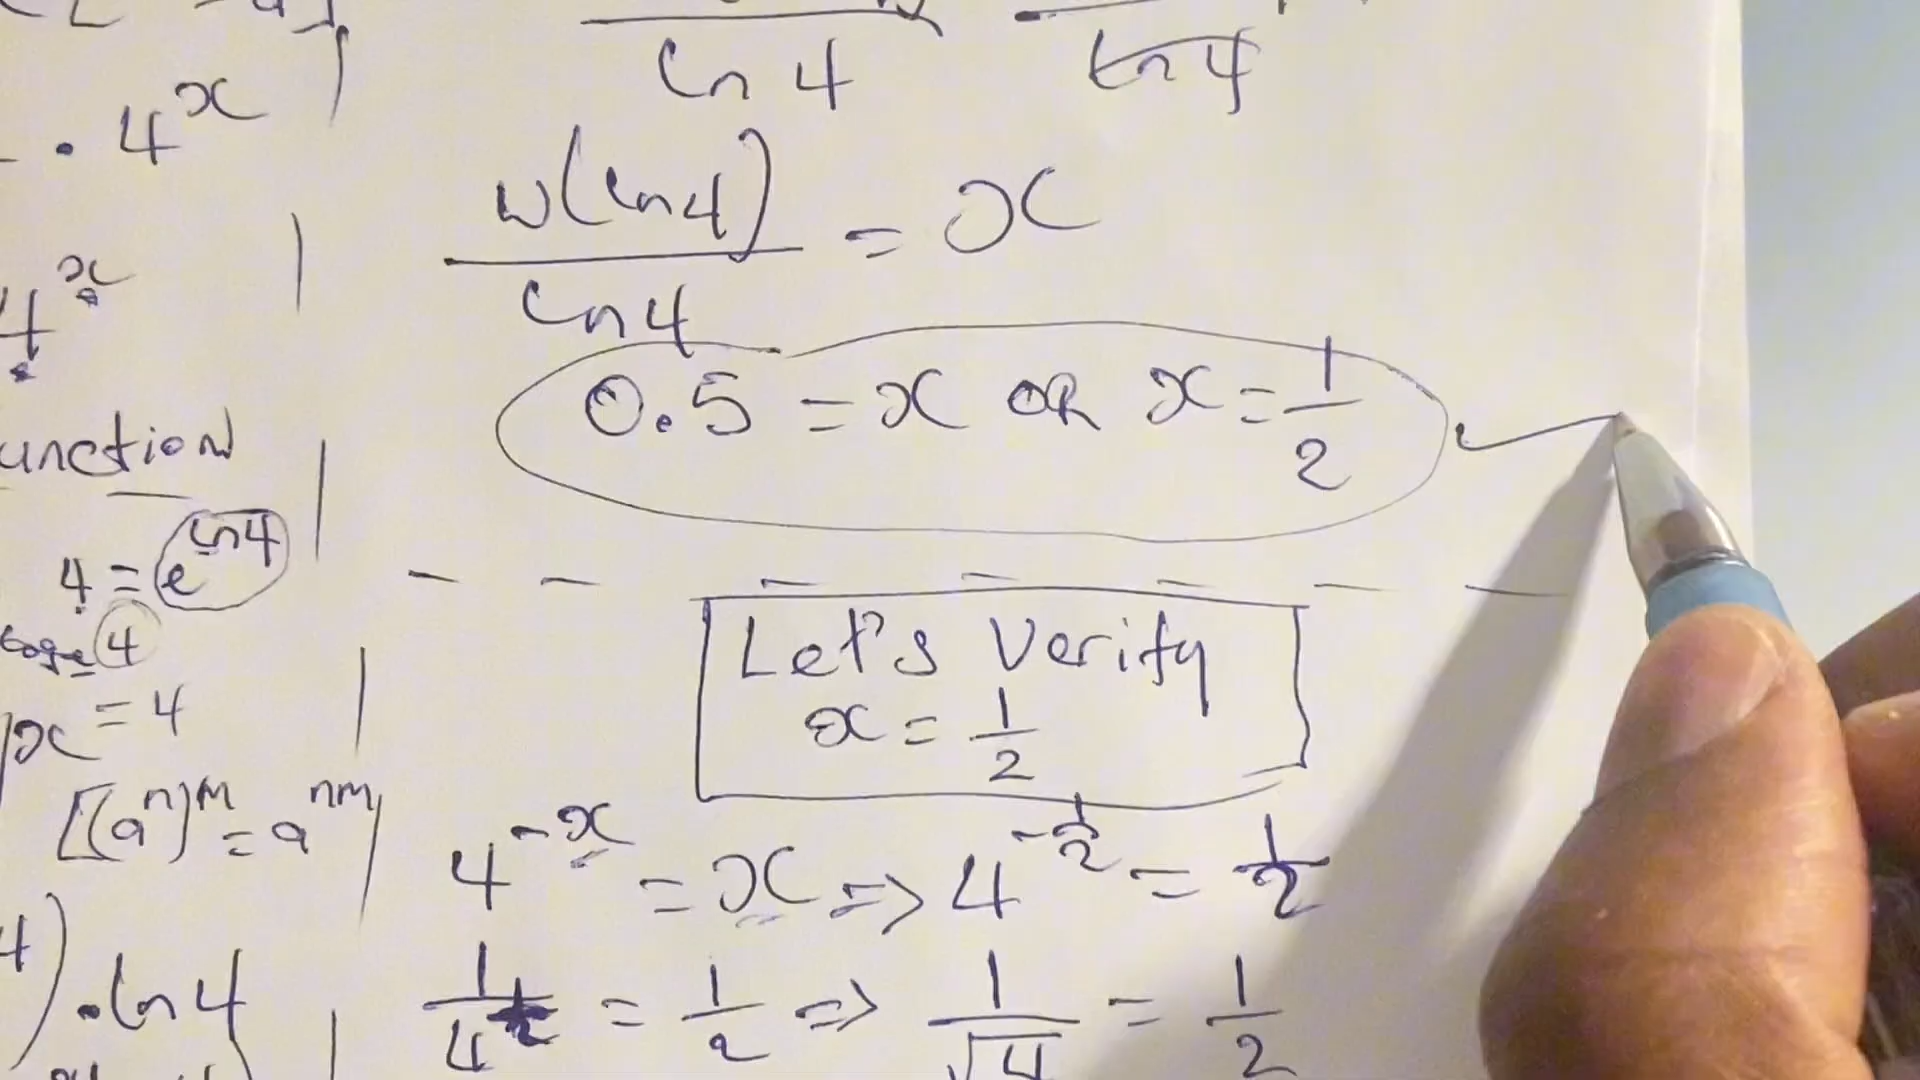 . 4^x
4^x
unction
4 = e^ln4
loge 4
x = 4
[(a^n)^m = a^nm
4) . ln 4
ln 4 ln 4
W(ln4)/ln4 = x
0.5 = x OR x = 1/2
Let's Verify
x = 1/2
4^-x = x => 4^-1/2 = 1/2
1/4^1/2 = 1/2 => 1/√4 = 1/2